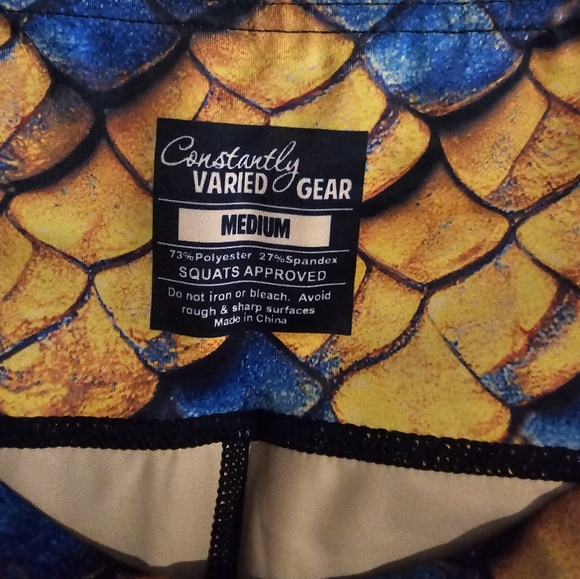 Constantly
VARIED GEAR
MEDIUM
73%Polyester 27%Spandex
SQUATS APPROVED
Do not iron or bleach. Avoid
rough & sharp surfaces
Made in China